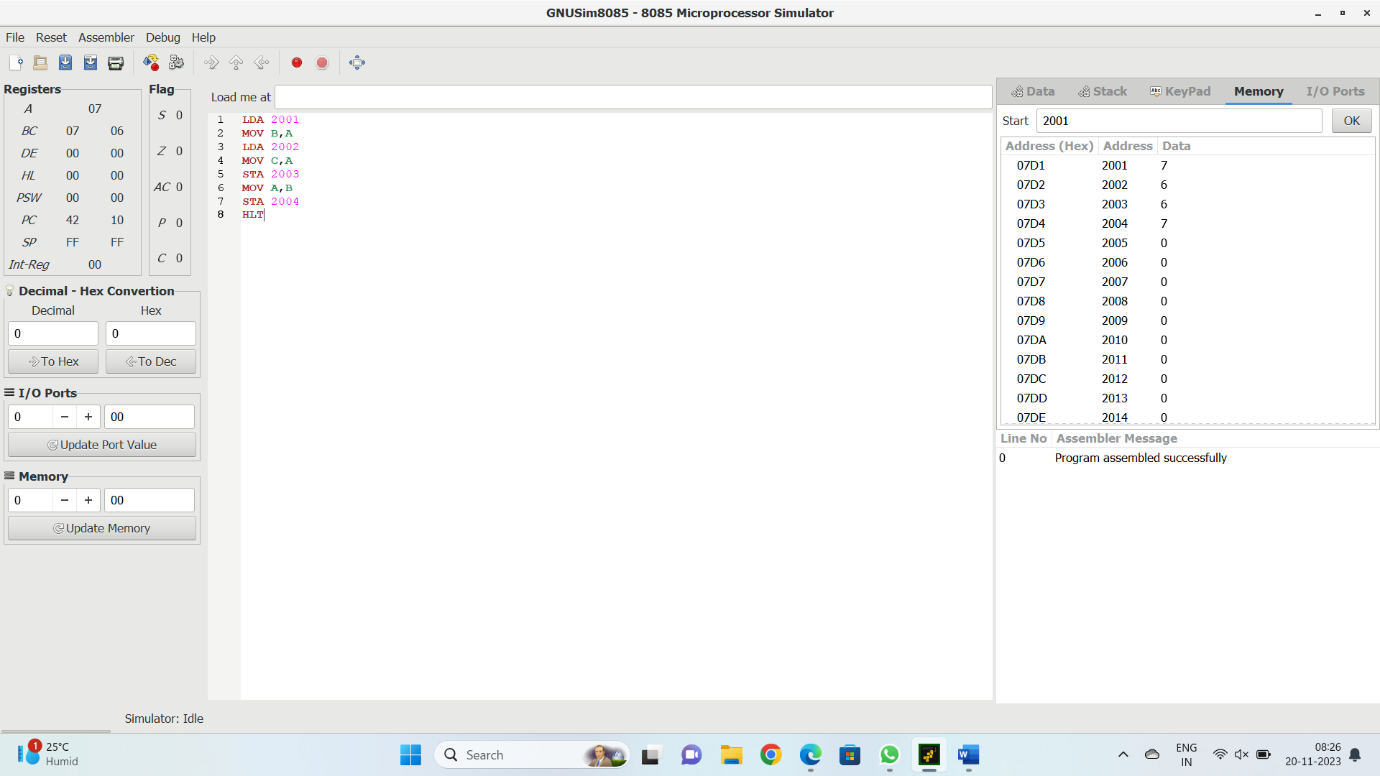 GNUSim8085 - 8085 Microprocessor Simulator
File Reset Assembler Debug Help
Registers
A 07
BC 07 06
DE 00 00
HL 00 00
PSW 00 00
PC 42 10
SP FF FF
Int-Reg 00
Flag
S 0
Z 0
AC 0
P 0
C 0
Decimal - Hex Convertion
Decimal Hex
0 0
To Hex To Dec
I/O Ports
0 − + 00
Update Port Value
Memory
0 − + 00
Update Memory
Load me at
1 LDA 2001
2 MOV B,A
3 LDA 2002
4 MOV C,A
5 STA 2003
6 MOV A,B
7 STA 2004
8 HLT
Data Stack Abc KeyPad Memory I/O Ports
Start 2001 OK
Address (Hex) Address Data
07D1 2001 7
07D2 2002 6
07D3 2003 6
07D4 2004 7
07D5 2005 0
07D6 2006 0
07D7 2007 0
07D8 2008 0
07D9 2009 0
07DA 2010 0
07DB 2011 0
07DC 2012 0
07DD 2013 0
07DE 2014 0
Line No Assembler Message
0 Program assembled successfully
Simulator: Idle
1 25°C
Humid
Search
ENG
IN
08:26
20-11-2023